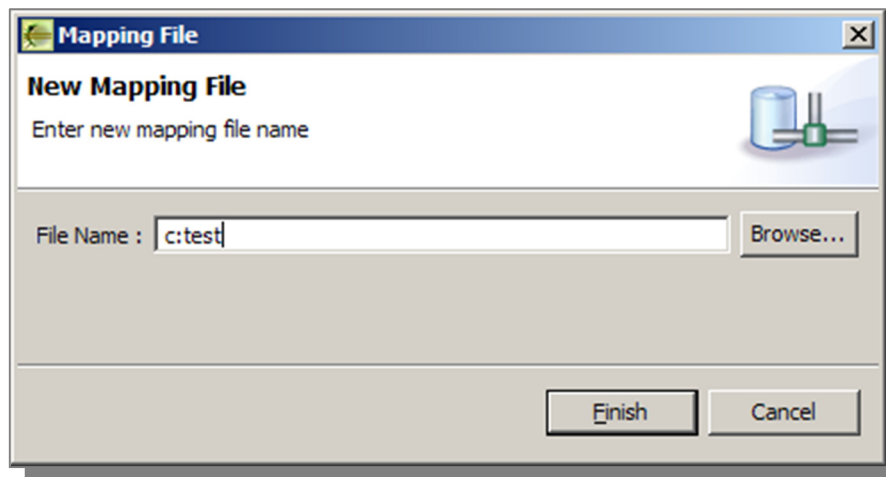 Mapping File
New Mapping File
Enter new mapping file name
File Name : c:test Browse...
Finish Cancel